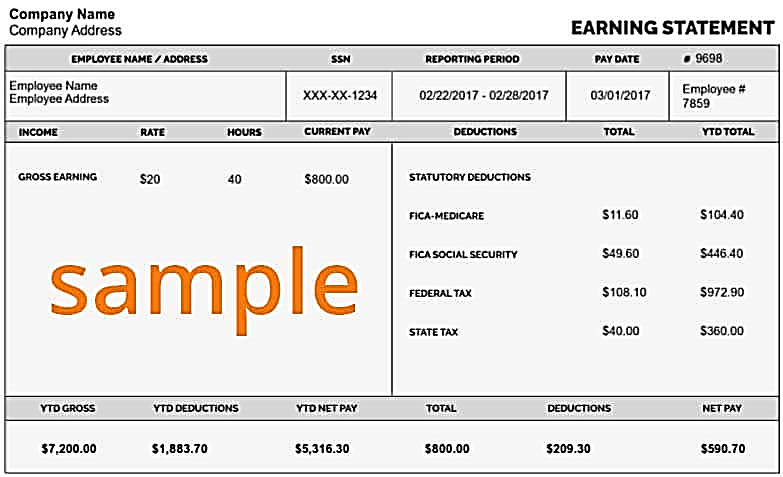 Company Name
Company Address
EARNING STATEMENT
EMPLOYEE NAME / ADDRESS SSN REPORTING PERIOD PAY DATE # 9698
Employee Name
Employee Address
XXX-XX-1234 02/22/2017 - 02/28/2017 03/01/2017
Employee #
7859
INCOME RATE HOURS CURRENT PAY DEDUCTIONS TOTAL YTD TOTAL
GROSS EARNING $20 40 $800.00 STATUTORY DEDUCTIONS
FICA-MEDICARE $11.60 $104.40
FICA SOCIAL SECURITY $49.60 $446.40
sample
FEDERAL TAX $108.10 $972.90
STATE TAX $40.00 $360.00
YTD GROSS YTD DEDUCTIONS YTD NET PAY TOTAL DEDUCTIONS NET PAY
$7,200.00 $1,883.70 $5,316.30 $800.00 $209.30 $590.70